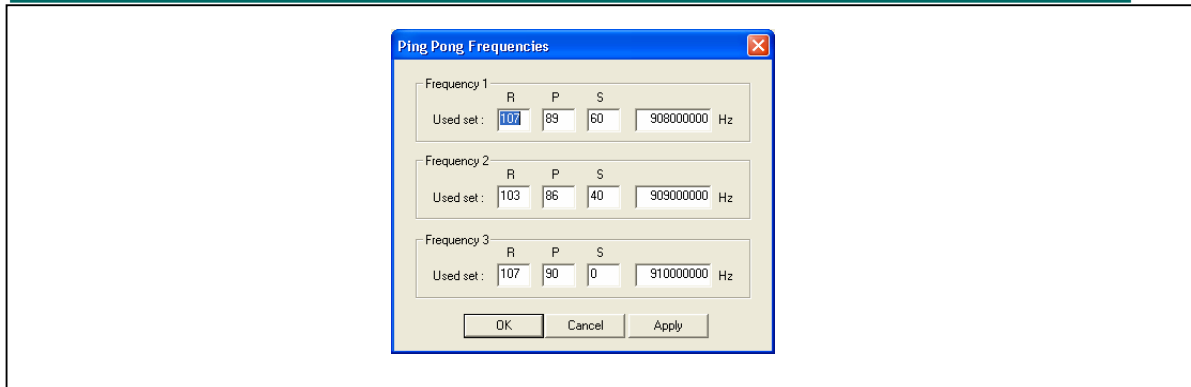 Ping Pong Frequencies
Frequency 1
R P S
Used set : 107 89 60 908000000 Hz
Frequency 2
R P S
Used set : 103 86 40 909000000 Hz
Frequency 3
R P S
Used set : 107 90 0 910000000 Hz
OK Cancel Apply